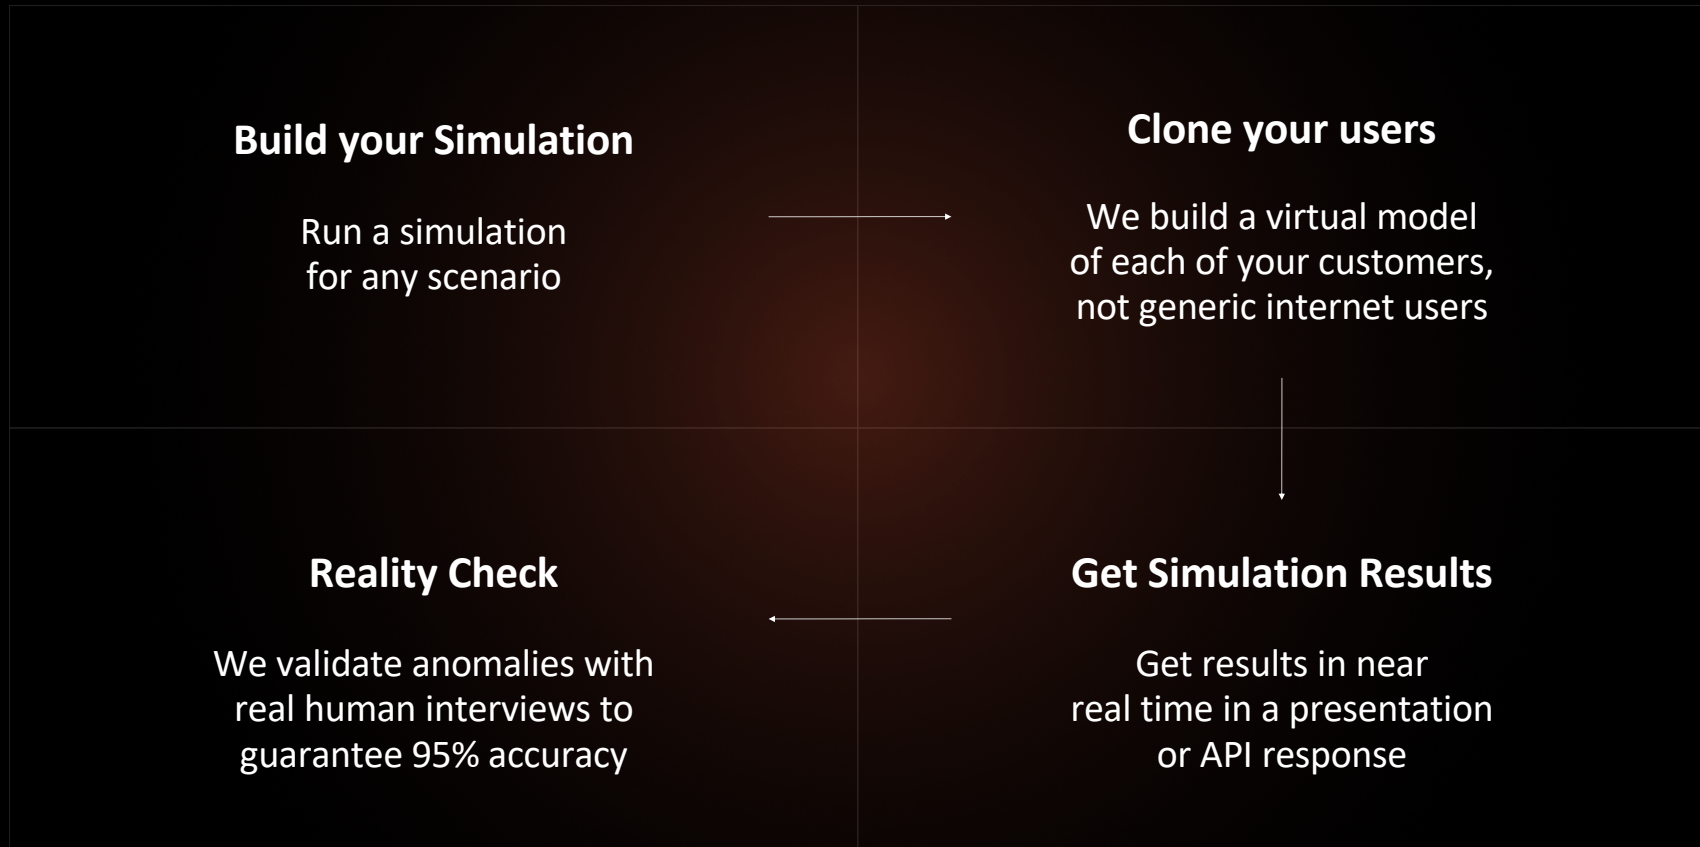 Build your Simulation
Run a simulation
for any scenario
Clone your users
We build a virtual model
of each of your customers,
not generic internet users
Get Simulation Results
Get results in near
real time in a presentation
or API response
Reality Check
We validate anomalies with
real human interviews to
guarantee 95% accuracy